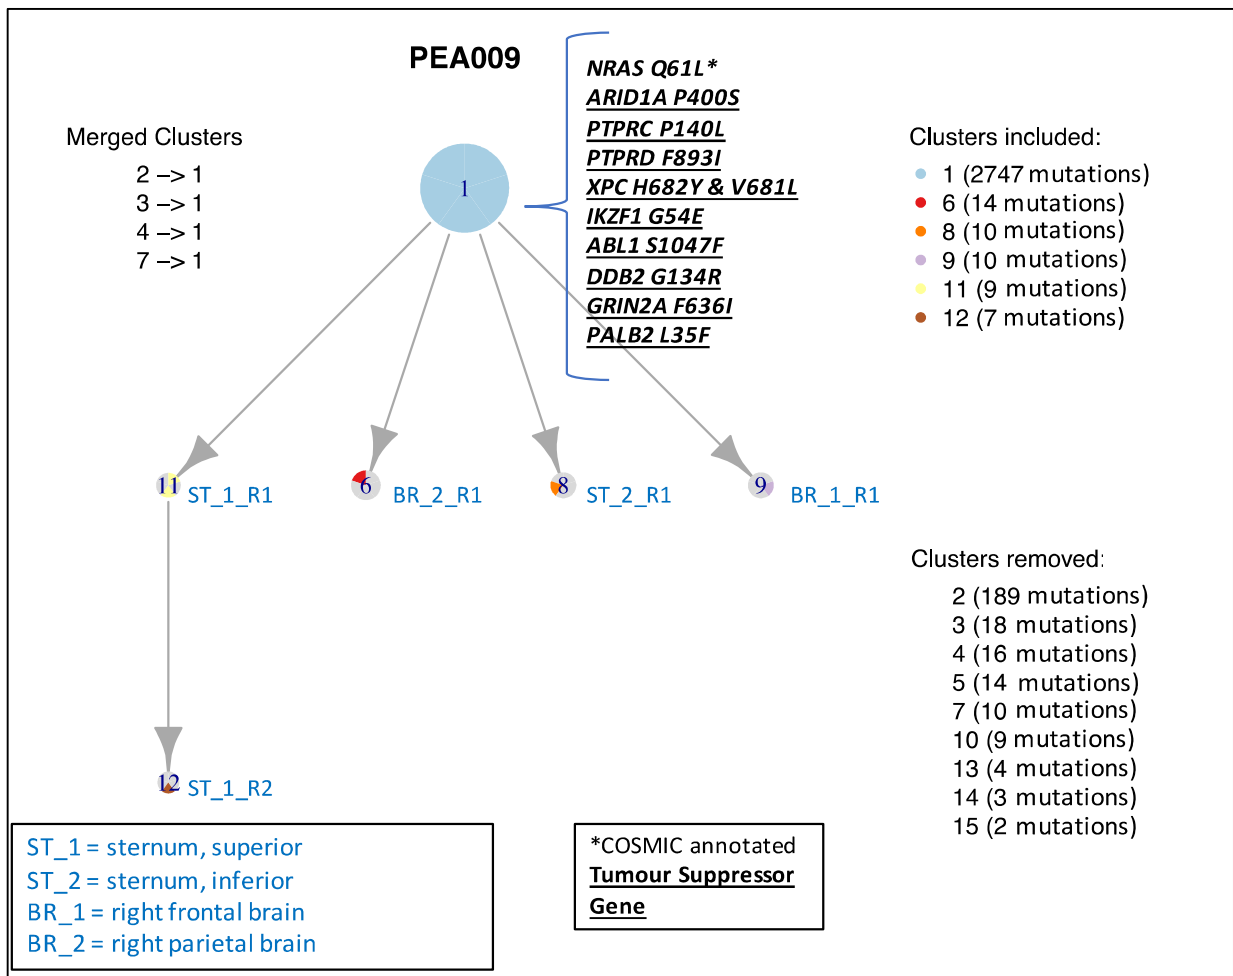 PEA009
NRAS Q61L*
ARID1A P400S
PTPRC P140L
PTPRD F893I
XPC H682Y & V681L
IKZF1 G54E
ABL1 S1047F
DDB2 G134R
GRIN2A F636I
PALB2 L35F
Merged Clusters
2 –> 1
3 –> 1
4 –> 1
7 –> 1
1
Clusters included:
1 (2747 mutations)
6 (14 mutations)
8 (10 mutations)
9 (10 mutations)
11 (9 mutations)
12 (7 mutations)
11 ST_1_R1
6 BR_2_R1
8 ST_2_R1
9 BR_1_R1
12 ST_1_R2
Clusters removed:
2 (189 mutations)
3 (18 mutations)
4 (16 mutations)
5 (14 mutations)
7 (10 mutations)
10 (9 mutations)
13 (4 mutations)
14 (3 mutations)
15 (2 mutations)
ST_1 = sternum, superior
ST_2 = sternum, inferior
BR_1 = right frontal brain
BR_2 = right parietal brain
*COSMIC annotated
Tumour Suppressor
Gene